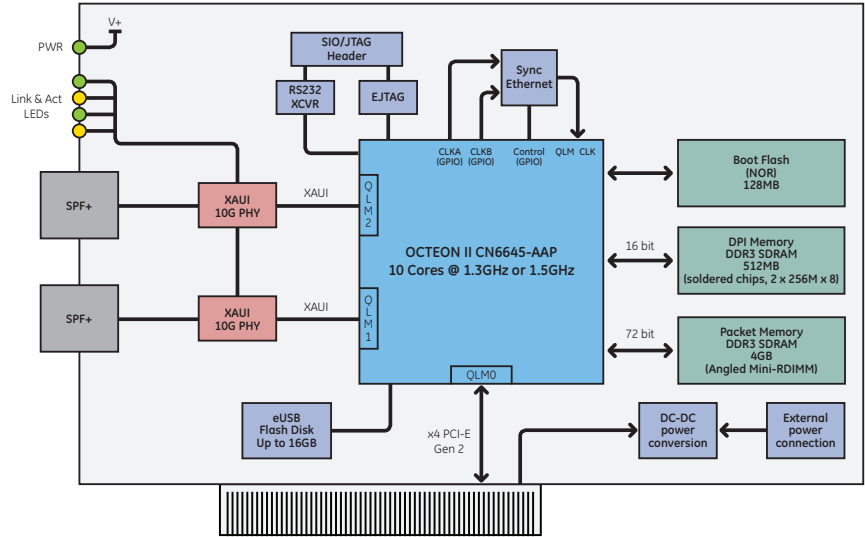 V+
PWR
Link & Act
LEDs
SIO/JTAG
Header
RS232
XCVR
EJTAG
Sync
Ethernet
CLKA
(GPIO)
CLKB
(GPIO)
Control
(GPIO)
QLM CLK
Boot Flash
(NOR)
128MB
SPF+
XAUI
10G PHY
XAUI
QLM2
OCTEON II CN6645-AAP
10 Cores @ 1.3GHz or 1.5GHz
16 bit
DPI Memory
DDR3 SDRAM
512MB
(soldered chips, 2 x 256M x 8)
SPF+
XAUI
10G PHY
XAUI
QLM1
72 bit
Packet Memory
DDR3 SDRAM
4GB
(Angled Mini-RDIMM)
QLM0
eUSB
Flash Disk
Up to 16GB
x4 PCI-E
Gen 2
DC-DC
power
conversion
External
power
connection